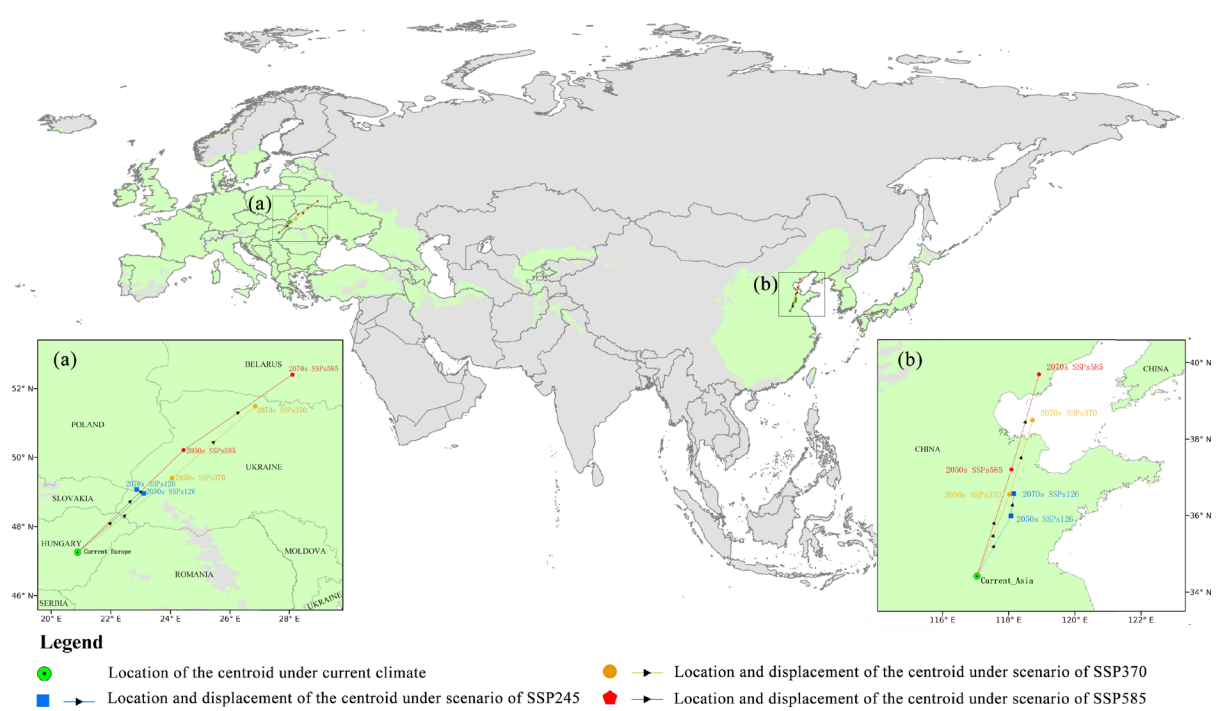 (a)
(b)
(a)
BELARUS
2070s SSPs585
52° N
2070s SSPs370
POLAND
50° N
2050s SSPs585
UKRAINE
2050s SSPs370
2070s SSPs126
2050s SSPs126
SLOVAKIA
48° N
HUNGARY
Current_Europe
MOLDOVA
ROMANIA
46° N
SERBIA
UKRAINE
20° E
22° E
24° E
26° E
28° E
(b)
40° N
2070s SSPs585
CHINA
2070s SSPs370
38° N
CHINA
2050s SSPs585
2050s SSPs370
2070s SSPs126
36° N
2050s SSPs126
Current_Asia
34° N
116° E
118° E
120° E
122° E
Legend
Location of the centroid under current climate
Location and displacement of the centroid under scenario of SSP245
Location and displacement of the centroid under scenario of SSP370
Location and displacement of the centroid under scenario of SSP585